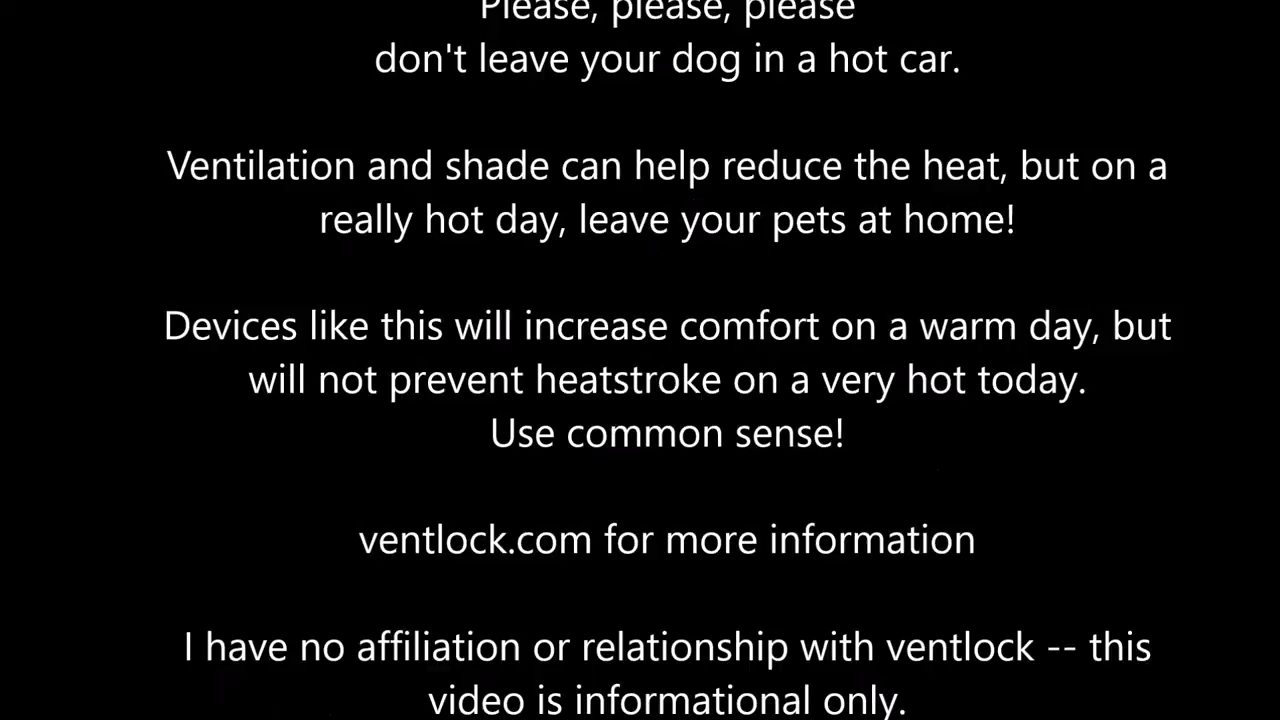 Please, please, please
don't leave your dog in a hot car.
Ventilation and shade can help reduce the heat, but on a
really hot day, leave your pets at home!
Devices like this will increase comfort on a warm day, but
will not prevent heatstroke on a very hot today.
Use common sense!
ventlock.com for more information
I have no affiliation or relationship with ventlock -- this
video is informational only.